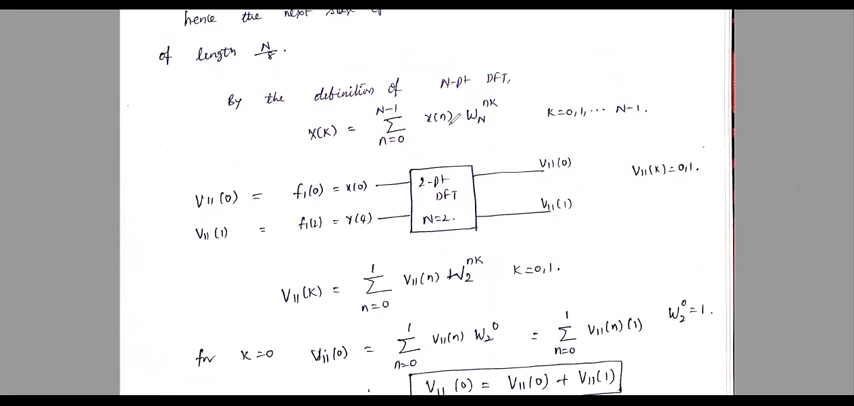 hence the next
of length N/8.
By the definition of N-pt DFT,
X(K) = Σ_{n=0}^{N-1} x(n) W_N^{nK} K=0,1,... N-1.
V11(0) = f1(0) = x(0) 2-pt DFT N=2. V11(0) V11(K)=0,1.
V11(1) = f1(2) = x(4) V11(1)
V11(K) = Σ_{n=0}^{1} V11(n) W_2^{nK} K=0,1.
for K=0 V11(0) = Σ_{n=0}^{1} V11(n) W_2^0 = Σ_{n=0}^{1} V11(n)(1) W_2^0=1.
V11(0) = V11(0) + V11(1)